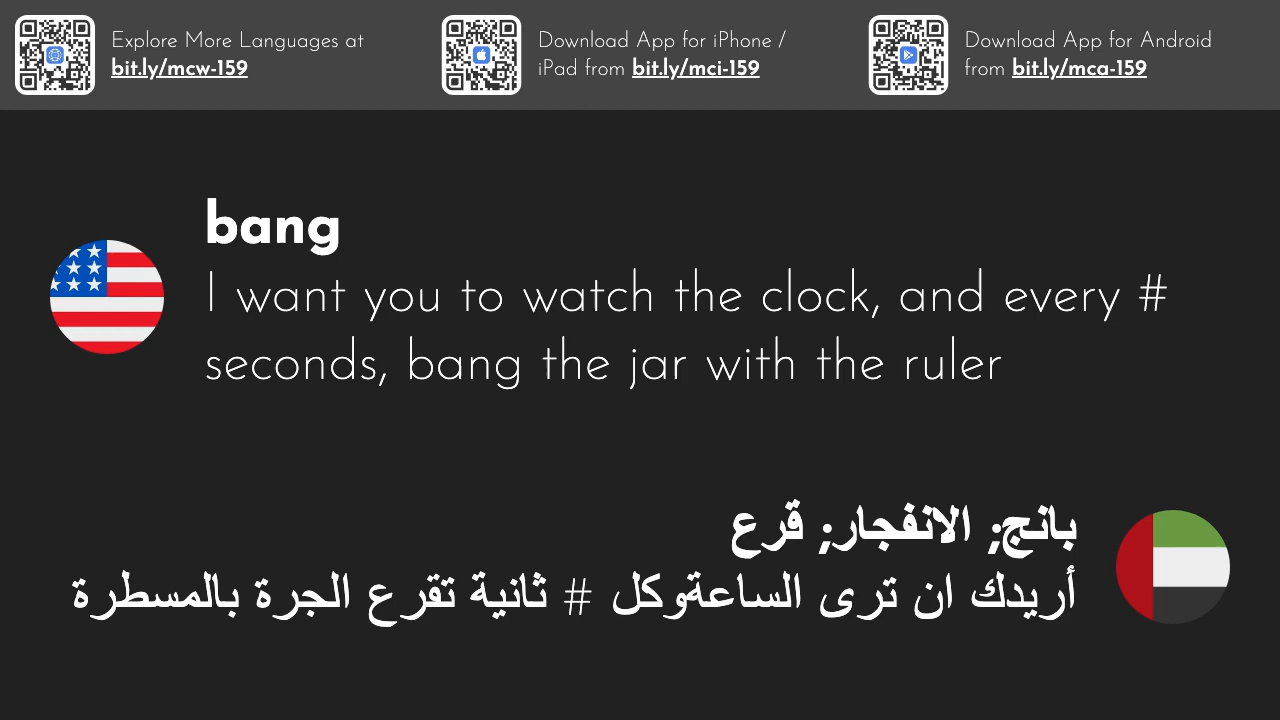 Explore More Languages at
bit.ly/mcw-159
Download App for iPhone /
iPad from bit.ly/mci-159
Download App for Android
from bit.ly/mca-159
bang
I want you to watch the clock, and every #
seconds, bang the jar with the ruler
بانج; الانفجار; قرع
أريدك ان ترى الساعةوكل # ثانية تقرع الجرة بالمسطرة